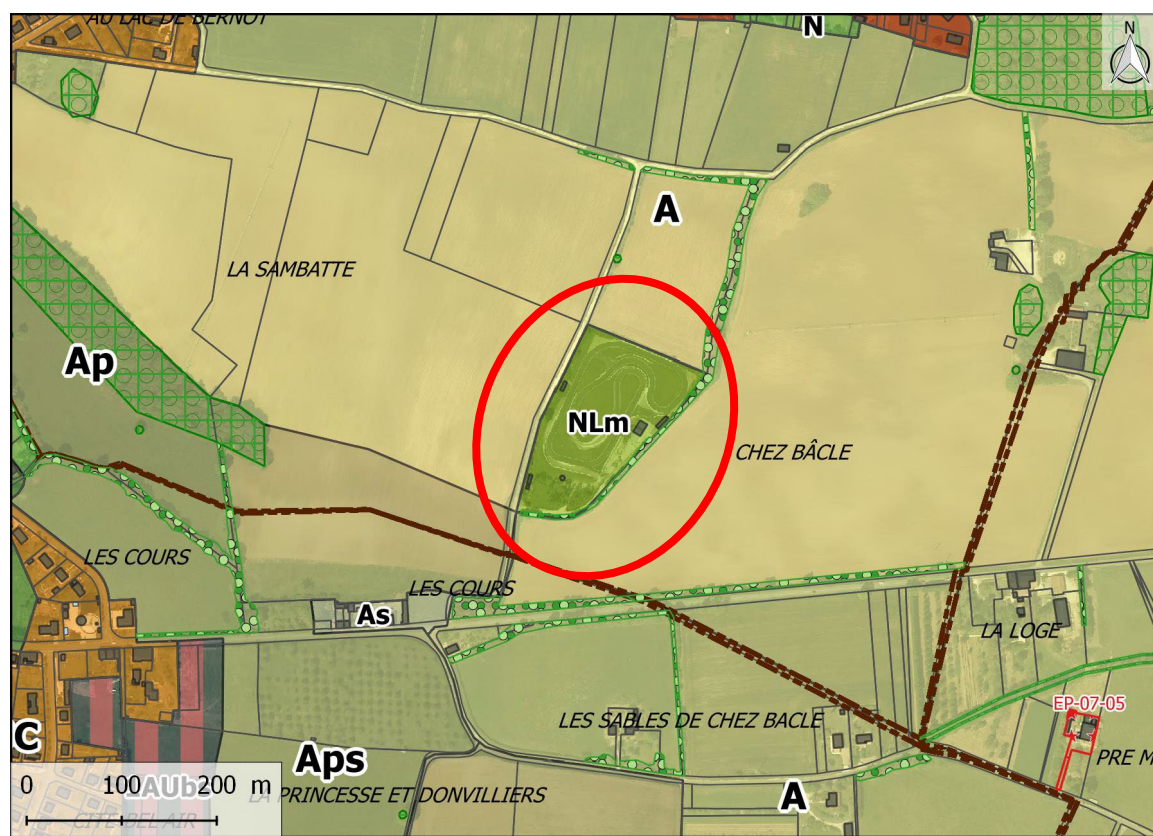 AU LAC DE BERNOT
N
N
A
LA SAMBATTE
Ap
NLm
CHEZ BÂCLE
LES COURS
LES COURS
As
LA LOGE
EP-07-05
LES SABLES DE CHEZ BACLE
PRE M
C
Aps
0 100 200 m
1AUb
LA PRINCESSE ET DONVILLIERS
A
CITE BEL AIR